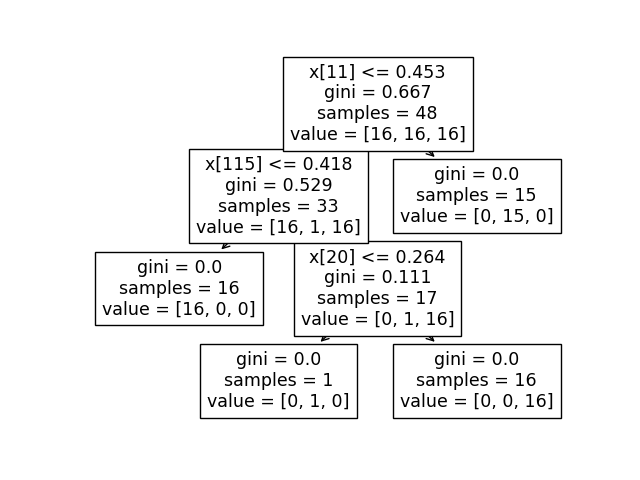 x[11] <= 0.453
gini = 0.667
samples = 48
value = [16, 16, 16]
x[115] <= 0.418
gini = 0.529
samples = 33
value = [16, 1, 16]
gini = 0.0
samples = 15
value = [0, 15, 0]
gini = 0.0
samples = 16
value = [16, 0, 0]
x[20] <= 0.264
gini = 0.111
samples = 17
value = [0, 1, 16]
gini = 0.0
samples = 1
value = [0, 1, 0]
gini = 0.0
samples = 16
value = [0, 0, 16]